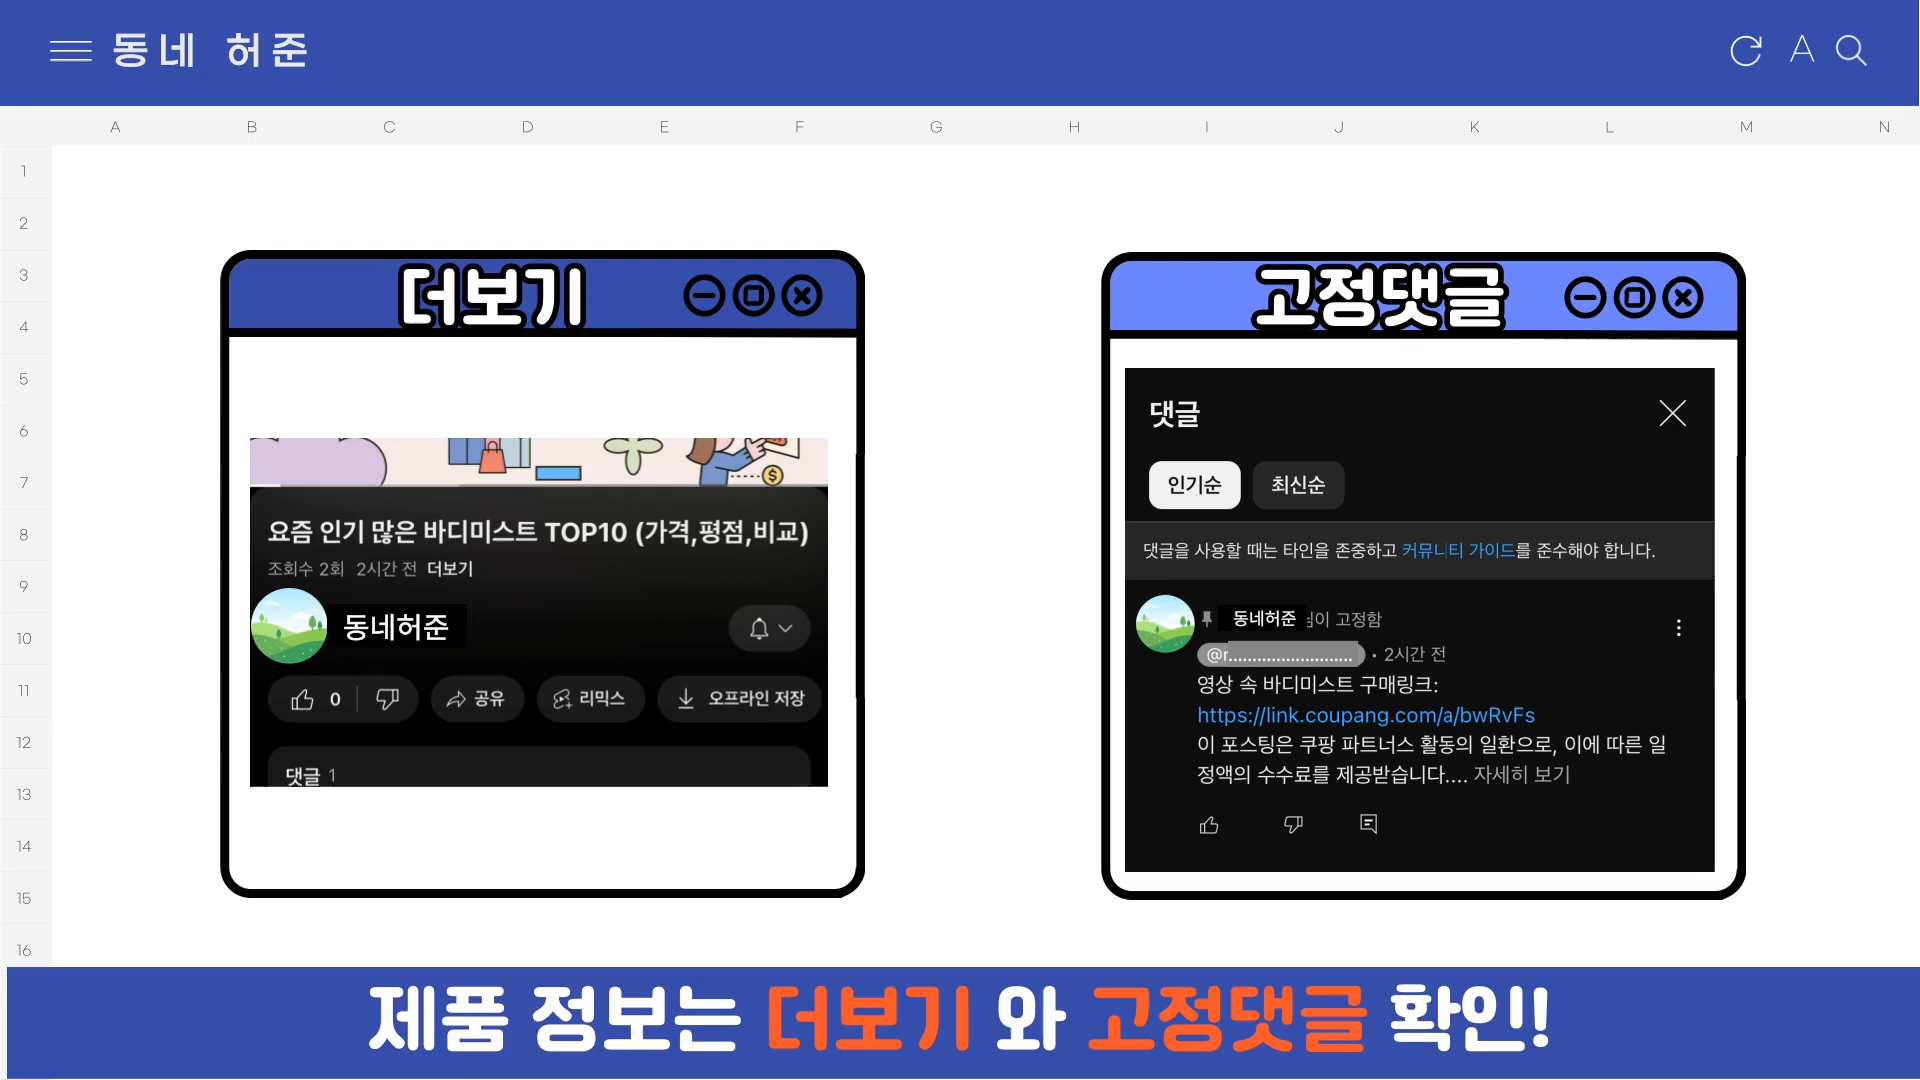 동네 허준
A
A B C D E F G H I J K L M N
1
2
3
4
5
6
7
8
9
10
11
12
13
14
15
16
더보기
요즘 인기 많은 바디미스트 TOP10 (가격,평점,비교)
조회수 2회 2시간 전 더보기
동네허준
0 공유 리믹스 오프라인 저장
댓글 1
고정댓글
댓글
인기순 최신순
댓글을 사용할 때는 타인을 존중하고 커뮤니티 가이드를 준수해야 합니다.
동네허준 님이 고정함
@r.......................... • 2시간 전
영상 속 바디미스트 구매링크:
https://link.coupang.com/a/bwRvFs
이 포스팅은 쿠팡 파트너스 활동의 일환으로, 이에 따른 일
정액의 수수료를 제공받습니다.... 자세히 보기
제품 정보는 더보기 와 고정댓글 확인!